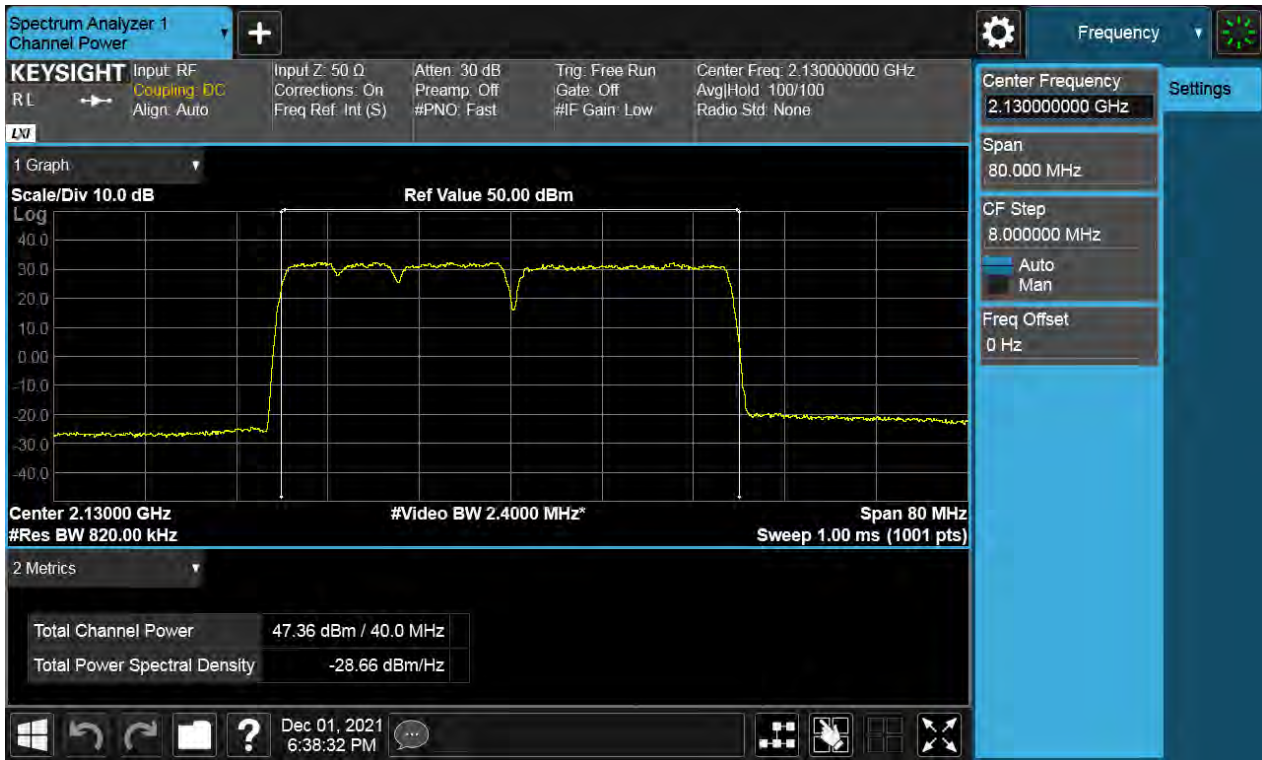 Spectrum Analyzer 1
Channel Power
+
Frequency
KEYSIGHT
RL
LXI
Input: RF
Coupling: DC
Align: Auto
Input Z: 50 Ω
Corrections: On
Freq Ref: Int (S)
Atten: 30 dB
Preamp: Off
#PNO: Fast
Trig: Free Run
Gate: Off
#IF Gain: Low
Center Freq: 2.130000000 GHz
Avg|Hold: 100/100
Radio Std: None
Center Frequency
2.130000000 GHz
Settings
Span
80.000 MHz
CF Step
8.000000 MHz
Auto
Man
Freq Offset
0 Hz
1 Graph
Scale/Div 10.0 dB
Ref Value 50.00 dBm
Log
40.0
30.0
20.0
10.0
0.00
-10.0
-20.0
-30.0
-40.0
Center 2.13000 GHz
#Video BW 2.4000 MHz*
Span 80 MHz
#Res BW 820.00 kHz
Sweep 1.00 ms (1001 pts)
2 Metrics
Total Channel Power 47.36 dBm / 40.0 MHz
Total Power Spectral Density -28.66 dBm/Hz
?
Dec 01, 2021
6:38:32 PM